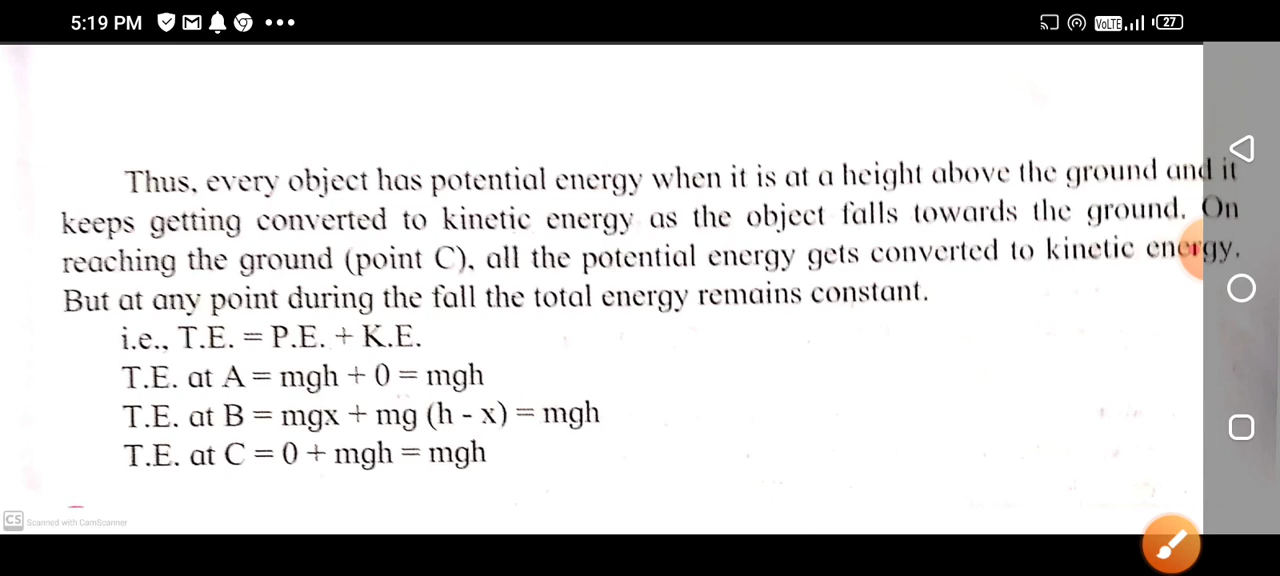 5:19 PM
VoLTE 27
Thus, every object has potential energy when it is at a height above the ground and it
keeps getting converted to kinetic energy as the object falls towards the ground. On
reaching the ground (point C), all the potential energy gets converted to kinetic energy.
But at any point during the fall the total energy remains constant.
i.e., T.E. = P.E. + K.E.
T.E. at A = mgh + 0 = mgh
T.E. at B = mgx + mg (h - x) = mgh
T.E. at C = 0 + mgh = mgh
CS Scanned with CamScanner